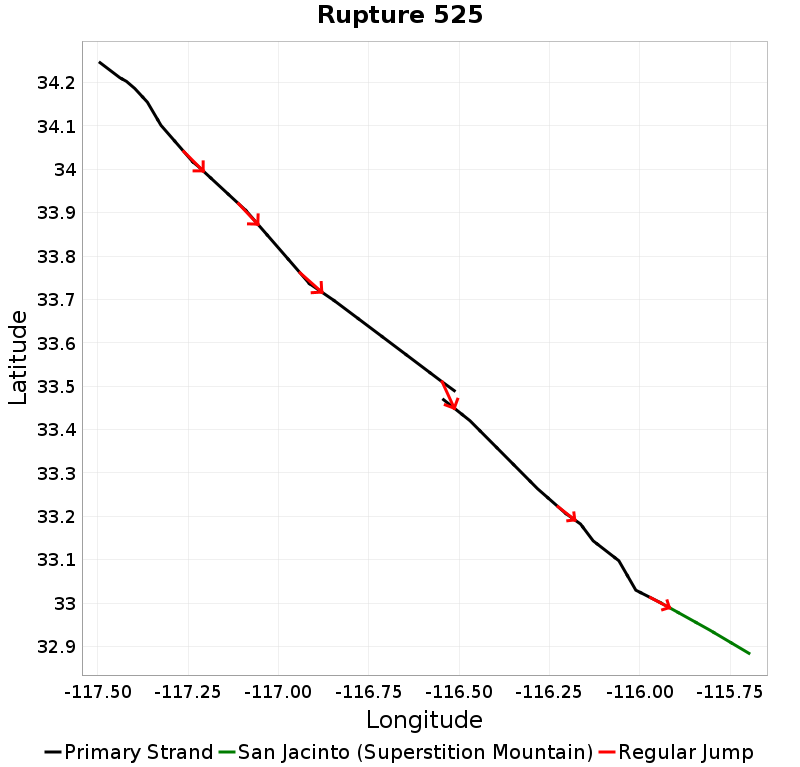 Rupture 525
34.2
34.1
34
33.9
33.8
33.7
33.6
33.5
33.4
33.3
33.2
33.1
33
32.9
Latitude
-117.50 -117.25 -117.00 -116.75 -116.50 -116.25 -116.00 -115.75
Longitude
Primary Strand San Jacinto (Superstition Mountain) Regular Jump